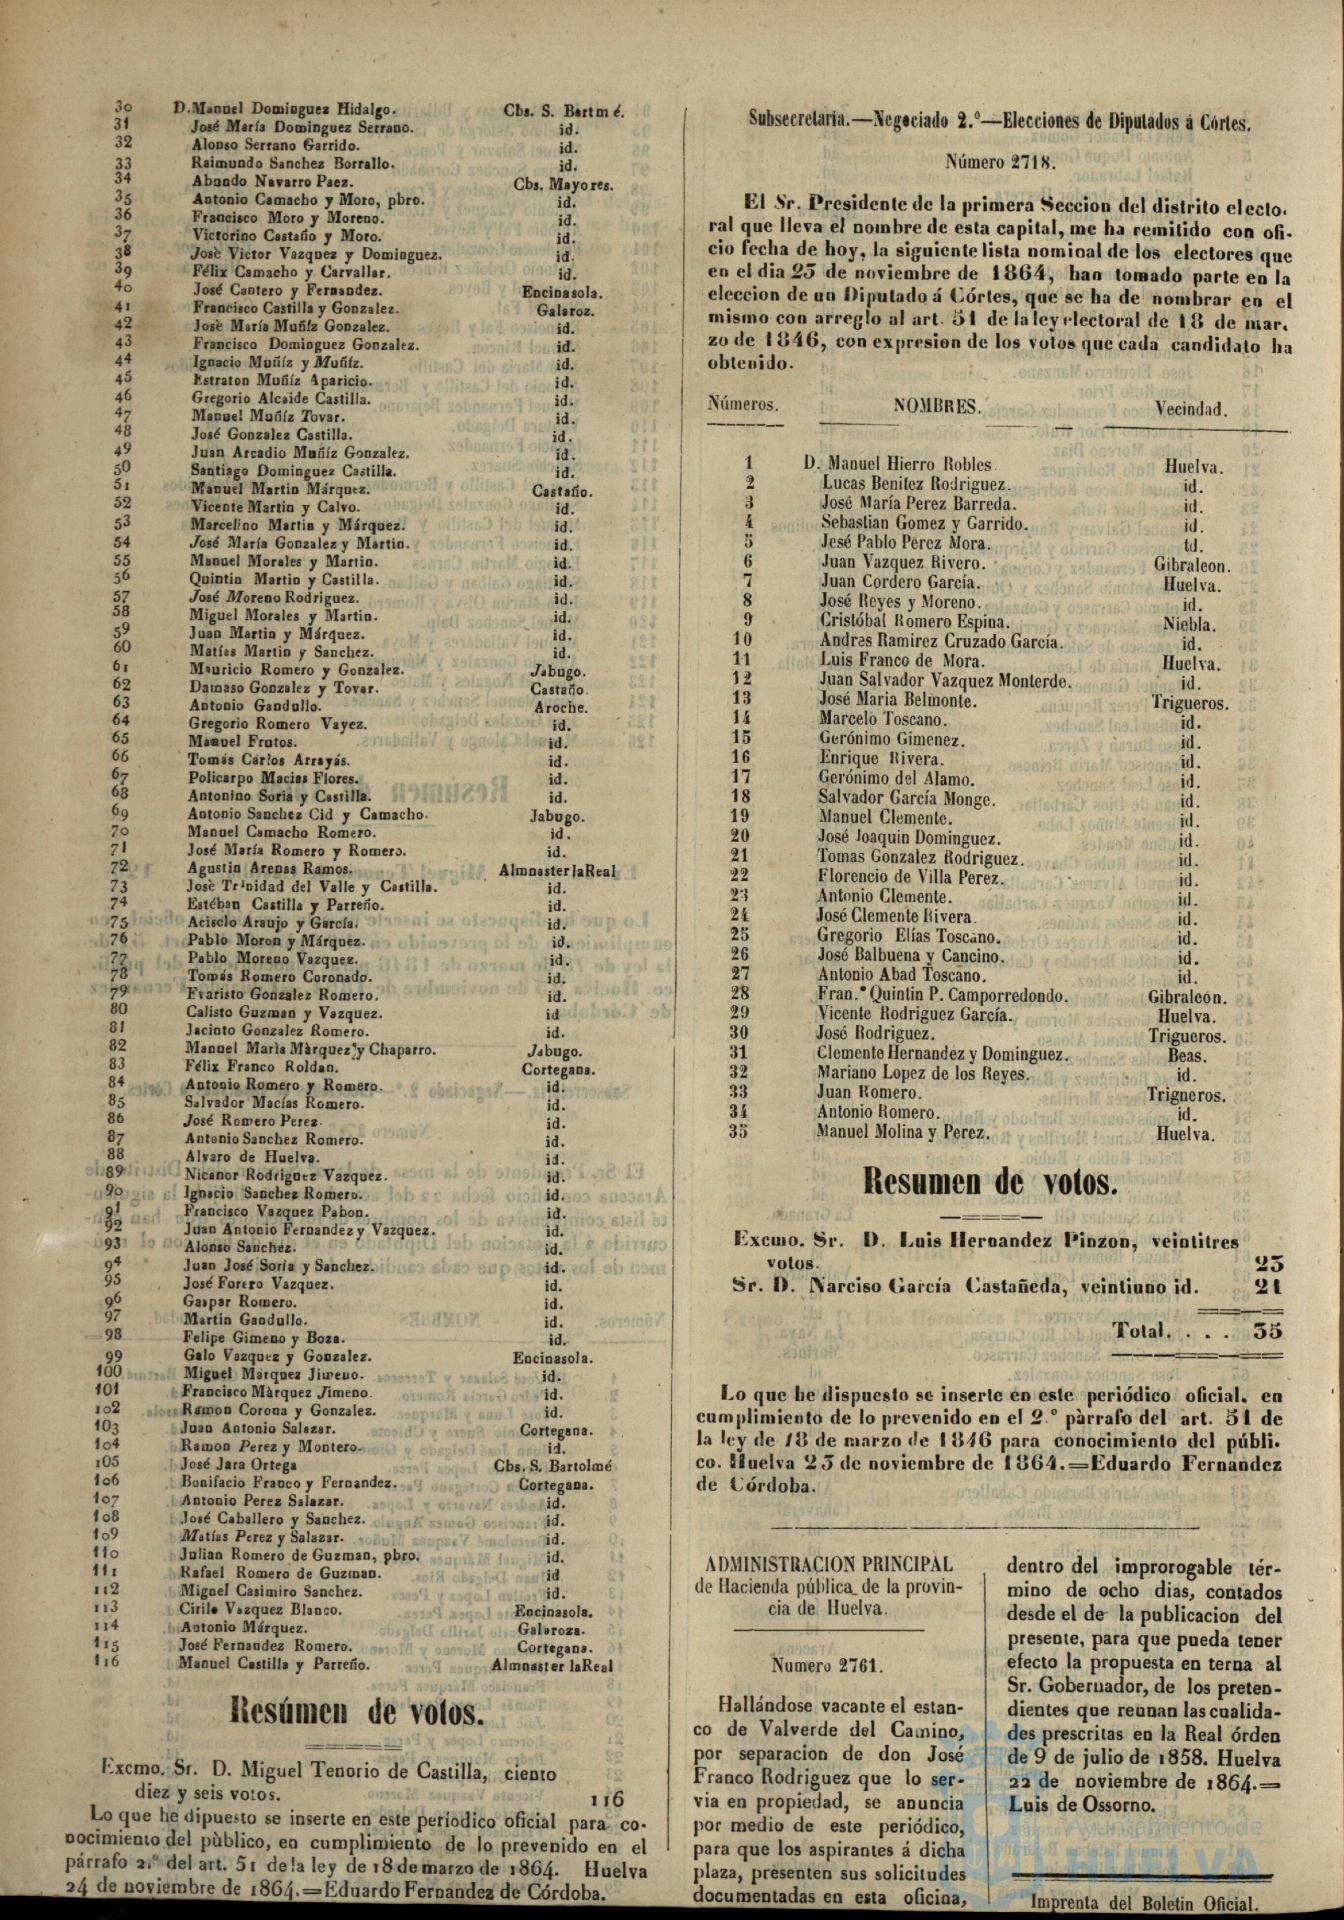 30 D. Manuel Dominguez Hidalgo. Cbs. S. Bartmé.
31 José María Dominguez Serrano. id.
32 Alonso Serrano Garrido. id.
33 Raimundo Sanchez Borrallo. id.
34 Abundo Navarro Paez. Cbs. Mayores.
35 Antonio Camacho y Moro, pbro. id.
36 Francisco Moro y Moreno. id.
37 Victorino Castaño y Moro. id.
38 Josè Victor Vazquez y Dominguez. id.
39 Félix Camacho y Carvallar. id.
40 José Cantero y Fernandez. Encinasola.
41 Francisco Castilla y Gonzalez. Galaroz.
42 Josè María Muñíz Gonzalez. id.
43 Francisco Dominguez Gonzalez. id.
44 Ignacio Muñíz y Muñíz. id.
45 Estraton Muñíz Aparicio. id.
46 Gregorio Alcaide Castilla. id.
47 Manuel Muñíz Tovar. id.
48 José Gonzalez Castilla. id.
49 Juan Arcadio Muñíz Gonzalez. id.
50 Santiago Dominguez Castilla. id.
51 Manuel Martin Márquez. Castaño.
52 Vicente Martin y Calvo. id.
53 Marcelino Martin y Márquez. id.
54 José María Gonzalez y Martin. id.
55 Manuel Morales y Martin. id.
56 Quintin Martin y Castilla. id.
57 José Moreno Rodriguez. id.
58 Miguel Morales y Martin. id.
59 Juan Martin y Márquez. id.
60 Matías Martin y Sanchez. id.
61 Mauricio Romero y Gonzalez. Jabugo.
62 Damaso Gonzalez y Tovar. Castaño.
63 Antonio Gandullo. Aroche.
64 Gregorio Romero Vayez. id.
65 Manuel Frutos. id.
66 Tomás Cárlos Arrayás. id.
67 Policarpo Macias Flores. id.
68 Antonino Soria y Castilla. id.
69 Antonio Sanchez Cid y Camacho. Jabugo.
70 Manuel Camacho Romero. id.
71 José María Romero y Romero. id.
72 Agustin Arenas Ramos. Almnaster la Real
73 Josè Trinidad del Valle y Castilla. id.
74 Estéban Castilla y Parreño. id.
75 Acisclo Araujo y García. id.
76 Pablo Moron y Márquez. id.
77 Pablo Moreno Vazquez. id.
78 Tomás Romero Coronado. id.
79 Evaristo Gonzalez Romero. id.
80 Calisto Guzman y Vazquez. id
81 Jacinto Gonzalez Romero. id.
82 Manuel María Màrquez y Chaparro. Jabugo.
83 Félix Franco Roldan. Cortegana.
84 Antonio Romero y Romero. id.
85 Salvador Macías Romero. id.
86 José Romero Perez. id.
87 Antonio Sanchez Romero. id.
88 Alvaro de Huelva. id.
89 Nicanor Rodriguez Vazquez. id.
90 Ignacio Sanchez Romero. id.
91 Francisco Vazquez Pabon. id.
92 Juan Antonio Fernandez y Vazquez. id.
93 Alonso Sanchez. id.
94 Juan José Soria y Sanchez. id.
95 José Forero Vazquez. id.
96 Gaspar Romero. id.
97 Martin Gandullo. id.
98 Felipe Gimeno y Boza. id.
99 Galo Vazquez y Gonzalez. Encinasola.
100 Miguel Marquez Jimeno. id.
101 Francisco Màrquez Jimeno. id.
102 Ramon Corona y Gonzalez. id.
103 Juan Antonio Salazar. Cortegana.
104 Ramon Perez y Montero. id.
105 José Jara Ortega Cbs. S. Bartolmé
106 Bonifacio Franco y Fernandez. Cortegana.
107 Antonio Perez Salazar. id.
108 José Caballero y Sanchez. id.
109 Matías Perez y Salazar. id.
110 Julian Romero de Guzman, pbro. id.
111 Rafael Romero de Guzman. id
112 Miguel Casimiro Sanchez. id.
113 Cirilo Vazquez Blanco. Encinasola.
114 Antonio Márquez. Galaroza.
115 José Fernandez Romero. Cortegana.
116 Manuel Castilla y Parreño. Almnaster la Real
Resúmen de votos.
Excmo. Sr. D. Miguel Tenorio de Castilla, ciento
diez y seis votos. 116
Lo que he dipuesto se inserte en este periodico oficial para co-
nocimiento del pùblico, en cumplimiento de lo prevenido en el
párrafo 2.º del art. 51 de la ley de 18 de marzo de 1864. Huelva
24 de noviembre de 1864.=Eduardo Fernandez de Córdoba.
Subsecretaria.—Negociado 2.º—Elecciones de Diputados á Córtes.
Número 2718.
El Sr. Presidente de la primera Seccion del distrito electo-
ral que lleva el nombre de esta capital, me ha remitido con ofi-
cio fecha de hoy, la siguiente lista nominal de los electores que
en el dia 23 de noviembre de 1864, han tomado parte en la
eleccion de un Diputado á Córtes, que se ha de nombrar en el
mismo con arreglo al art. 51 de la ley electoral de 18 de mar-
zo de 1846, con expresion de los votos que cada candidato ha
obtenido.
Números. NOMBRES. Vecindad.
1 D. Manuel Hierro Robles. Huelva.
2 Lucas Benitez Rodriguez. id.
3 José María Perez Barreda. id.
4 Sebastian Gomez y Garrido. id.
5 Jesé Pablo Perez Mora. td.
6 Juan Vazquez Rivero. Gibraleon.
7 Juan Cordero García. Huelva.
8 José Reyes y Moreno. id.
9 Cristóbal Romero Espina. Niebla.
10 Andres Ramirez Cruzado García. id.
11 Luis Franco de Mora. Huelva.
12 Juan Salvador Vazquez Monterde. id.
13 José Maria Belmonte. Trigueros.
14 Marcelo Toscano. id.
15 Gerónimo Gimenez. id.
16 Enrique Rivera. id.
17 Gerónimo del Alamo. id.
18 Salvador García Monge. id.
19 Manuel Clemente. id.
20 José Joaquin Dominguez. id.
21 Tomas Gonzalez Rodriguez. id.
22 Florencio de Villa Perez. id.
23 Antonio Clemente. id.
24 José Clemente Rivera. id.
25 Gregorio Elías Toscano. id.
26 José Balbuena y Cancino. id.
27 Antonio Abad Toscano. id.
28 Fran.º Quintin P. Camporredondo. Gibraleon.
29 Vicente Rodriguez García. Huelva.
30 José Rodriguez. Trigueros.
31 Clemente Hernandez y Dominguez. Beas.
32 Mariano Lopez de los Reyes. id.
33 Juan Romero. Trigneros.
34 Antonio Romero. id.
35 Manuel Molina y Perez. Huelva.
Resumen de votos.
Excmo. Sr. D. Luis Hernandez Pinzon, veintitres
votos. 23
Sr. D. Narciso García Castañeda, veintiuno id. 21
Total. . . . 35
Lo que he dispuesto se inserte en este periódico oficial, en
cumplimiento de lo prevenido en el 2.º pàrrafo del art. 51 de
la ley de 18 de marzo de 1846 para conocimiento del públi-
co. Huelva 23 de noviembre de 1864.=Eduardo Fernandez
de Córdoba.
ADMINISTRACION PRINCIPAL
de Hacienda pública de la provin-
cia de Huelva.
Numero 2761.
Hallándose vacante el estan-
co de Valverde del Camino,
por separacion de don José
Franco Rodriguez que lo ser-
via en propiedad, se anuncia
por medio de este periódico,
para que los aspirantes á dicha
plaza, presenten sus solicitudes
documentadas en esta oficina,
dentro del improrogable tér-
mino de ocho dias, contados
desde el de la publicacion del
presente, para que pueda tener
efecto la propuesta en terna al
Sr. Gobernador, de los preten-
dientes que reunan las cualida-
des prescritas en la Real órden
de 9 de julio de 1858. Huelva
22 de noviembre de 1864.=
Luis de Ossorno.
Ayuntamiento de
HUELVA
Imprenta del Boletin Oficial.